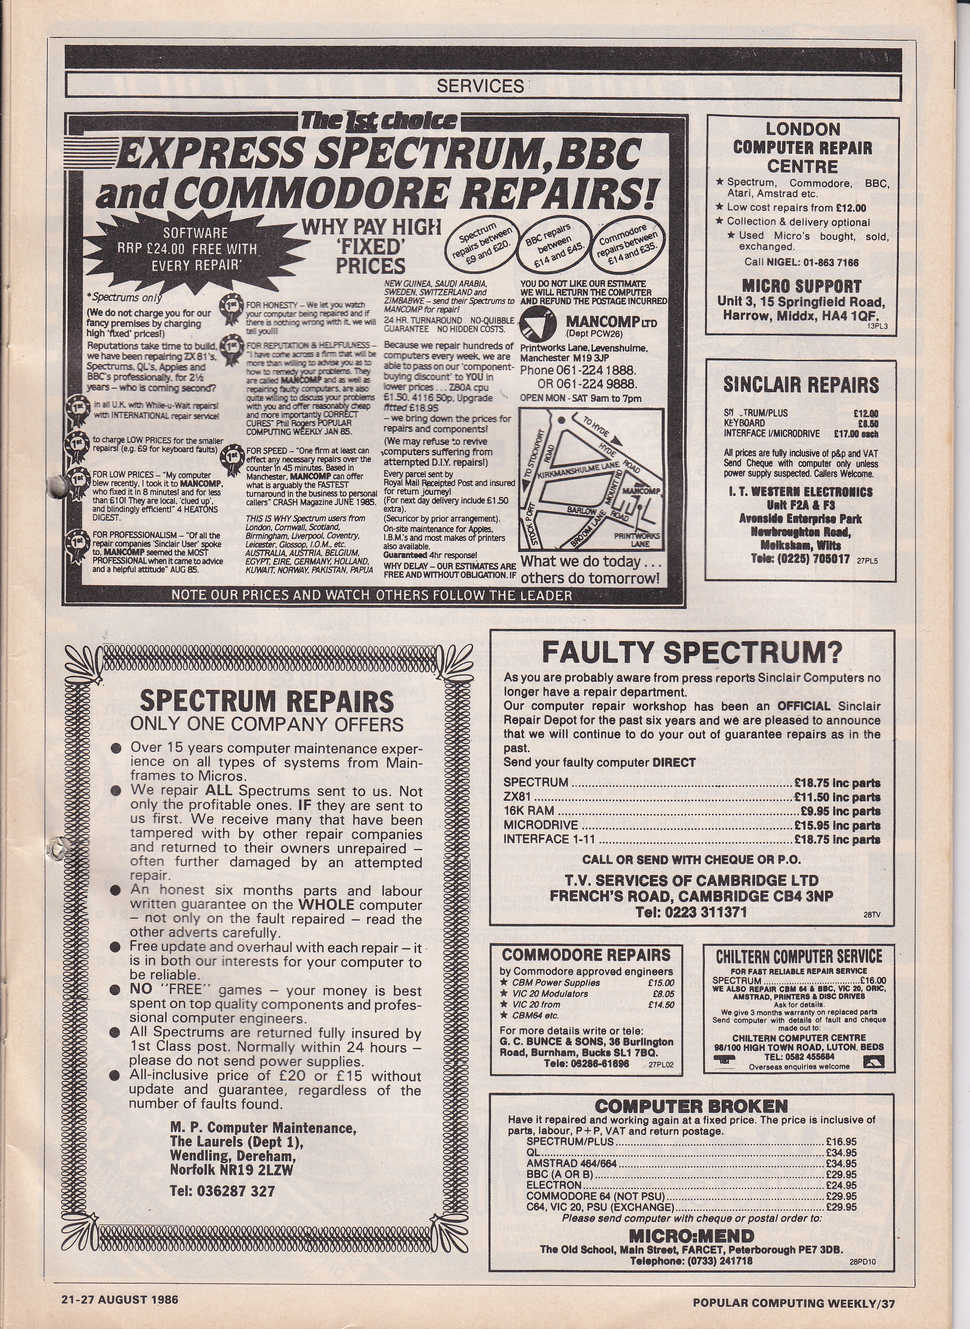 SERVICES
The 1st choice
EXPRESS SPECTRUM, BBC
and COMMODORE REPAIRS!
SOFTWARE
RRP £24.00 FREE WITH
EVERY REPAIR*
WHY PAY HIGH
'FIXED'
PRICES
Spectrum
repairs between
£9 and £20.
BBC repairs
between
£14 and £45.
Commodore
repairs between
£14 and £35.
*Spectrums only
(We do not charge you for our
fancy premises by charging
high 'fixed' prices!)
Reputations take time to build,
we have been repairing ZX 81's,
Spectrums, QL's, Apples and
BBC's professionally, for 2½
years – who is coming second?
1st
in all U.K. with While-u-Wait repairs!
with INTERNATIONAL repair service!
1st
to charge LOW PRICES for the smaller
repairs! (e.g. £9 for keyboard faults)
1st
FOR LOW PRICES – "My computer
blew recently, I took it to MANCOMP,
who fixed it in 8 minutes! and for less
than £10! They are local, 'clued up',
and blindingly efficient!" 4 HEATONS
DIGEST.
1st
FOR PROFESSIONALISM – "Of all the
repair companies 'Sinclair User' spoke
to, MANCOMP seemed the MOST
PROFESSIONAL when it came to advice
and a helpful attitude" AUG 85.
1st
FOR HONESTY – We let you watch
your computer being repaired and if
there is nothing wrong with it, we will
tell you!!
1st
FOR REPUTATION & HELPFULNESS –
"I have come across a firm that will be
more than willing to advise you as to
how to remedy your problems. They
are called MANCOMP and as well as
repairing faulty computers, are also
quite willing to discuss your problems
with you and offer reasonably cheap
and more importantly CORRECT
CURES" Phil Rogers POPULAR
COMPUTING WEEKLY JAN 85.
1st
FOR SPEED – "One firm at least can
effect any necessary repairs over the
counter in 45 minutes. Based in
Manchester, MANCOMP can offer
what is arguably the FASTEST
turnaround in the business to personal
callers" CRASH Magazine JUNE 1985.
THIS IS WHY Spectrum users from
London, Cornwall, Scotland,
Birmingham, Liverpool, Coventry,
Leicester, Glossop, I.O.M., etc.
AUSTRALIA, AUSTRIA, BELGIUM,
EGYPT, EIRE, GERMANY, HOLLAND,
KUWAIT, NORWAY, PAKISTAN, PAPUA
NEW GUINEA, SAUDI ARABIA,
SWEDEN, SWITZERLAND and
ZIMBABWE – send their Spectrums to
MANCOMP for repair!
24 HR. TURNAROUND NO-QUIBBLE
GUARANTEE NO HIDDEN COSTS.
Because we repair hundreds of
computers every week, we are
able to pass on our 'component-
buying discount' to YOU in
lower prices . . Z80A cpu
£1.50. 4116 50p. Upgrade
fitted £18.95
– we bring down the prices for
repairs and components!
(We may refuse to revive
computers suffering from
attempted D.I.Y. repairs!)
Every parcel sent by
Royal Mail Receipted Post and insured
for return journey!
(For next day delivery include £1.50
extra).
(Securicor by prior arrangement).
On-site maintenance for Apples,
I.B.M.'s and most makes of printers
also available.
Guaranteed 4hr response!
WHY DELAY – OUR ESTIMATES ARE
FREE AND WITHOUT OBLIGATION. IF
YOU DO NOT LIKE OUR ESTIMATE
WE WILL RETURN THE COMPUTER
AND REFUND THE POSTAGE INCURRED
MANCOMP LTD
(Dept PCW26)
Printworks Lane, Levenshulme,
Manchester M19 3JP
Phone 061-224 1888.
OR 061-224 9888.
OPEN MON - SAT 9am to 7pm
TO HYDE
HYDE
ROAD
TO STOCKPORT
ROAD
KIRKMANSHULME LANE
MOUNT RD
MANCOMP
STOCKPORT
BARLOW
ROAD
BROOM LANE
PRINTWORKS
LANE
What we do today . . .
others do tomorrow!
NOTE OUR PRICES AND WATCH OTHERS FOLLOW THE LEADER
LONDON
COMPUTER REPAIR
CENTRE
★ Spectrum, Commodore, BBC,
Atari, Amstrad etc.
★ Low cost repairs from £12.00
★ Collection & delivery optional
★ Used Micro's bought, sold,
exchanged.
Call NIGEL: 01-863 7166
MICRO SUPPORT
Unit 3, 15 Springfield Road,
Harrow, Middx, HA4 1QF.
13PL3
SINCLAIR REPAIRS
TRUM/PLUS £12.00
KEYBOARD £8.50
INTERFACE I/MICRODRIVE £17.00 each
All prices are fully inclusive of p&p and VAT
Send Cheque with computer only unless
power supply suspected. Callers Welcome.
I. T. WESTERN ELECTRONICS
Unit F2A & F3
Avonside Enterprise Park
Newbroughton Road,
Melksham, Wilts
Tele: (0225) 705017 27PL5
SPECTRUM REPAIRS
ONLY ONE COMPANY OFFERS
● Over 15 years computer maintenance exper-
ience on all types of systems from Main-
frames to Micros.
● We repair ALL Spectrums sent to us. Not
only the profitable ones. IF they are sent to
us first. We receive many that have been
tampered with by other repair companies
and returned to their owners unrepaired –
often further damaged by an attempted
repair.
● An honest six months parts and labour
written guarantee on the WHOLE computer
– not only on the fault repaired – read the
other adverts carefully.
● Free update and overhaul with each repair – it
is in both our interests for your computer to
be reliable.
● NO "FREE" games – your money is best
spent on top quality components and profes-
sional computer engineers.
● All Spectrums are returned fully insured by
1st Class post. Normally within 24 hours –
please do not send power supplies.
● All-inclusive price of £20 or £15 without
update and guarantee, regardless of the
number of faults found.
M. P. Computer Maintenance,
The Laurels (Dept 1),
Wendling, Dereham,
Norfolk NR19 2LZW
Tel: 036287 327
FAULTY SPECTRUM?
As you are probably aware from press reports Sinclair Computers no
longer have a repair department.
Our computer repair workshop has been an OFFICIAL Sinclair
Repair Depot for the past six years and we are pleased to announce
that we will continue to do your out of guarantee repairs as in the
past.
Send your faulty computer DIRECT
SPECTRUM ........ £18.75 inc parts
ZX81 ........ £11.50 inc parts
16K RAM ........ £9.95 inc parts
MICRODRIVE ........ £15.95 inc parts
INTERFACE 1-11 ........ £18.75 inc parts
CALL OR SEND WITH CHEQUE OR P.O.
T.V. SERVICES OF CAMBRIDGE LTD
FRENCH'S ROAD, CAMBRIDGE CB4 3NP
Tel: 0223 311371
28TV
COMMODORE REPAIRS
by Commodore approved engineers
★ CBM Power Supplies £15.00
★ VIC 20 Modulators £8.05
★ VIC 20 from £14.50
★ CBM64 etc.
For more details write or tele:
G. C. BUNCE & SONS, 36 Burlington
Road, Burnham, Bucks SL1 7BQ.
Tele: 06286-61696 27PL02
CHILTERN COMPUTER SERVICE
FOR FAST RELIABLE REPAIR SERVICE
SPECTRUM ........ £16.00
WE ALSO REPAIR CBM 64 & BBC, VIC 20, ORIC,
AMSTRAD, PRINTERS & DISC DRIVES
Ask for details.
We give 3 months warranty on replaced parts
Send computer with details of fault and cheque
made out to:
CHILTERN COMPUTER CENTRE
98/100 HIGH TOWN ROAD, LUTON, BEDS
TEL: 0582 455684
Overseas enquiries welcome
COMPUTER BROKEN
Have it repaired and working again at a fixed price. The price is inclusive of
parts, labour, P+P, VAT and return postage.
SPECTRUM/PLUS ........ £16.95
QL ........ £34.95
AMSTRAD 464/664 ........ £34.95
BBC (A OR B) ........ £29.95
ELECTRON ........ £24.95
COMMODORE 64 (NOT PSU) ........ £29.95
C64, VIC 20, PSU (EXCHANGE) ........ £29.95
Please send computer with cheque or postal order to:
MICRO:MEND
The Old School, Main Street, FARCET, Peterborough PE7 3DB.
Telephone: (0733) 241718
28PD10
21-27 AUGUST 1986
POPULAR COMPUTING WEEKLY/37